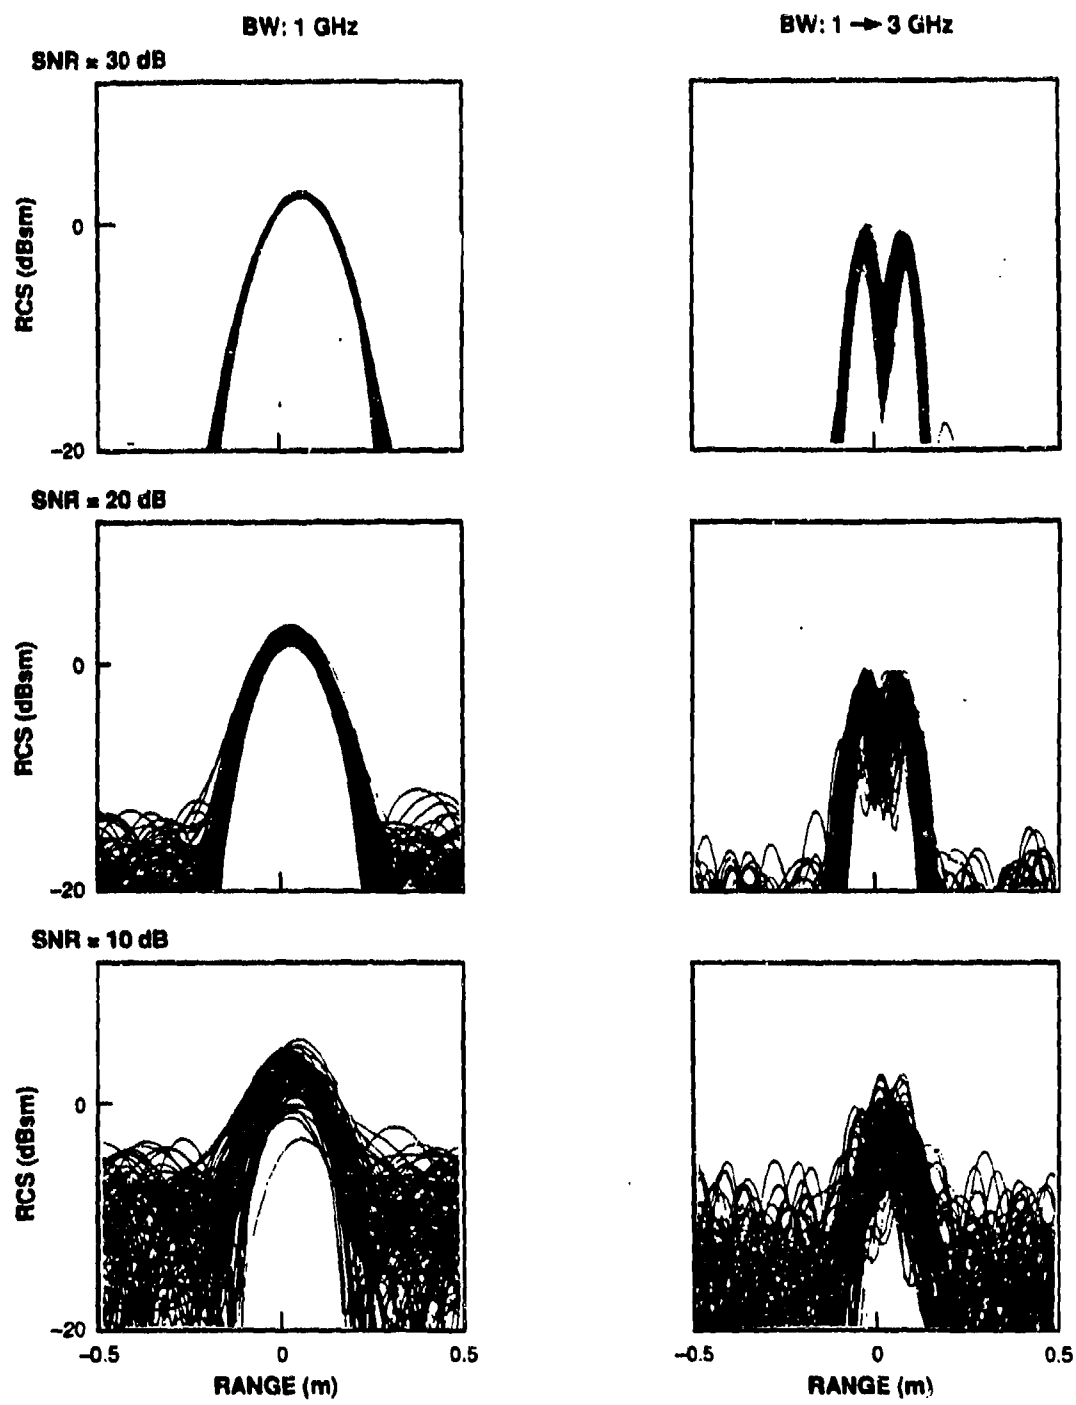 BW: 1 GHz
BW: 1 → 3 GHz
SNR = 30 dB
RCS (dBsm)
0
−20
SNR = 20 dB
RCS (dBsm)
0
−20
SNR = 10 dB
RCS (dBsm)
0
−20
−0.5 0 0.5
−0.5 0 0.5
RANGE (m)
RANGE (m)